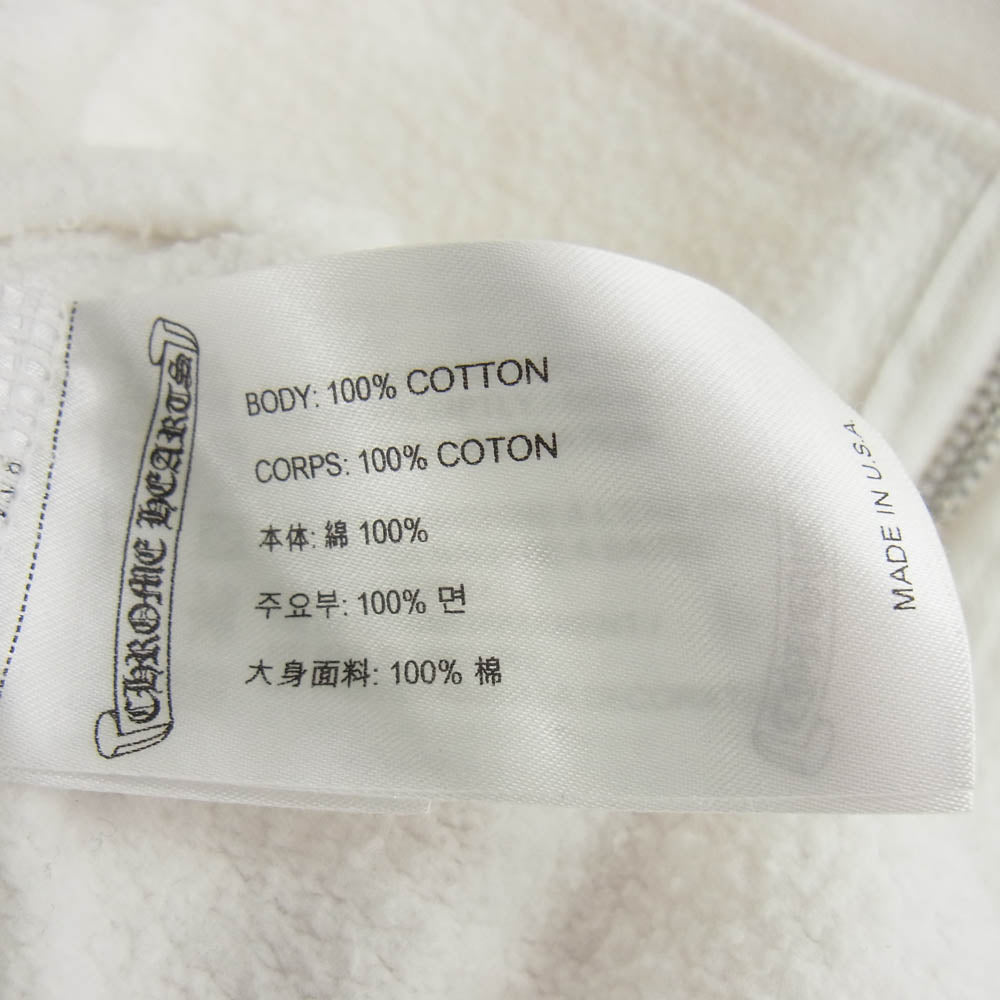 CHROME HEARTS
BODY: 100% COTTON
CORPS: 100% COTON
本体: 綿 100%
주요부: 100% 면
大身面料: 100% 棉
MADE IN U.S.A.